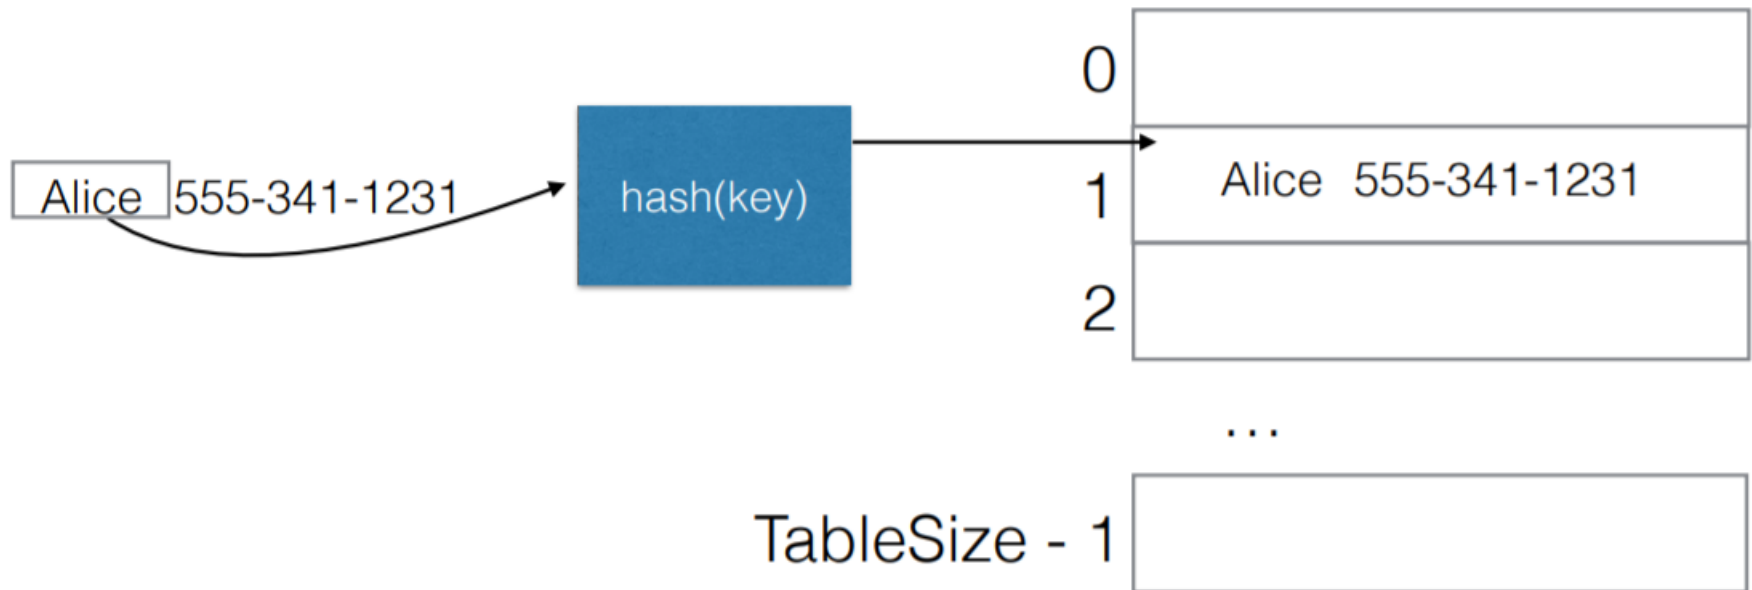 Alice 555-341-1231
hash(key)
0
1 Alice 555-341-1231
2
...
TableSize - 1